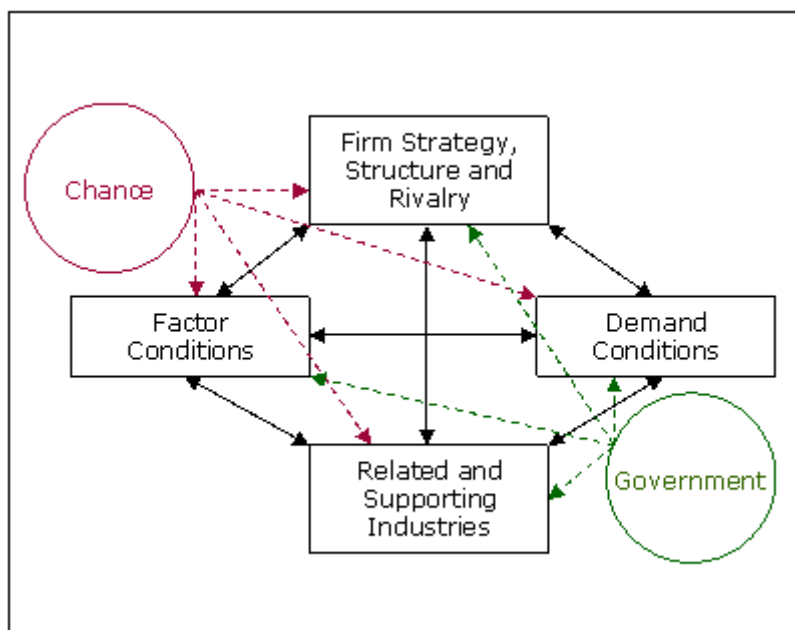 Firm Strategy,
Structure and
Rivalry
Chance
Factor
Conditions
Demand
Conditions
Related and
Supporting
Industries
Government